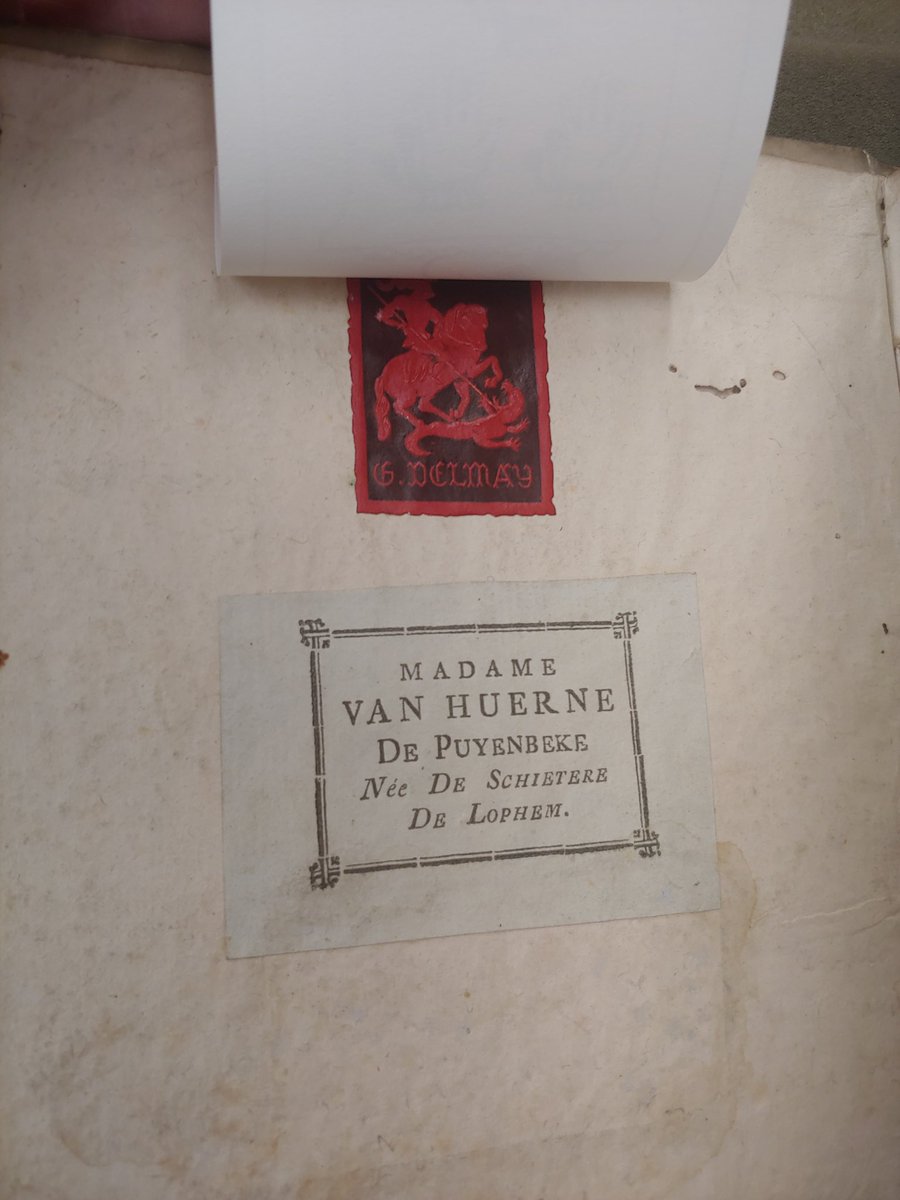 G. DELMAY
MADAME
VAN HUERNE
DE PUYENBEKE
Née DE SCHIETERE
DE LOPHEM.